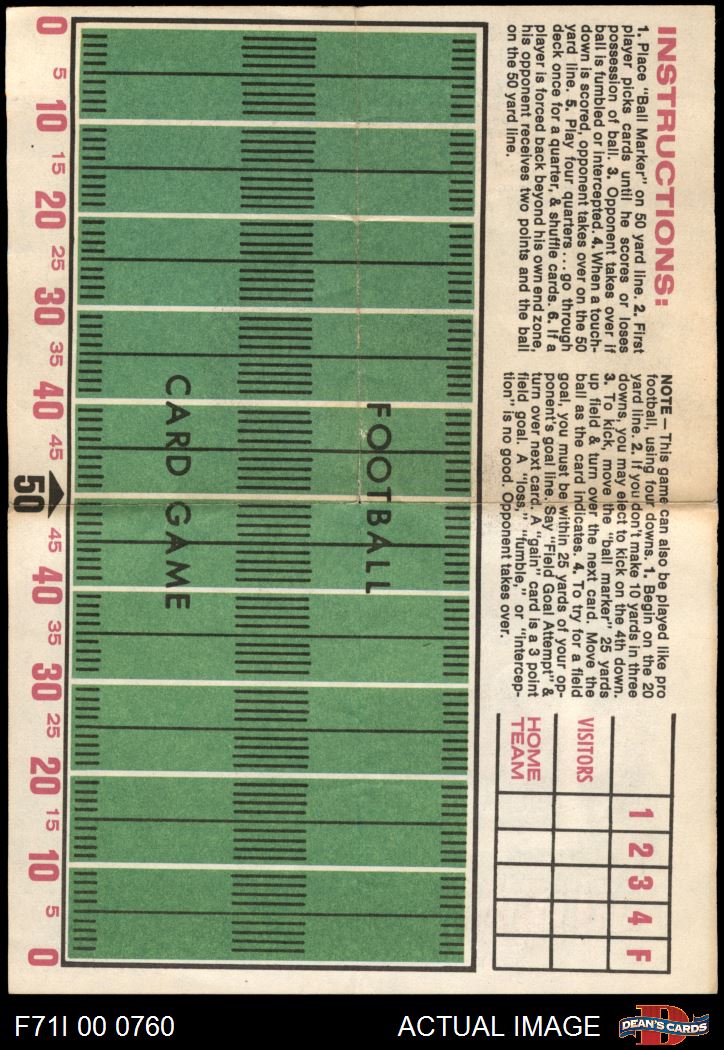 INSTRUCTIONS:
1. Place "Ball Marker" on 50 yard line. 2. First
player picks cards until he scores or loses
possession of ball. 3. Opponent takes over if
ball is fumbled or intercepted. 4. When a touch-
down is scored, opponent takes over on the 50
yard line. 5. Play four quarters ... go through
deck once for a quarter, & shuffle cards. 6. If a
player is forced back beyond his own end zone,
his opponent receives two points and the ball
on the 50 yard line.
NOTE — This game can also be played like pro
football, using four downs. 1. Begin on the 20
yard line. 2. If you don't make 10 yards in three
downs, you may elect to kick on the 4th down.
3. To kick, move the "ball marker" 25 yards
up field & turn over the next card. Move the
ball as the card indicates. 4. To try for a field
goal, you must be within 25 yards of your op-
ponent's goal line. Say "Field Goal Attempt" &
turn over next card. A "gain" card is a 3 point
field goal. A "loss," "fumble," or "intercep-
tion" is no good. Opponent takes over.
1 2 3 4 F
VISITORS
HOME
TEAM
FOOTBALL
CARD GAME
0 5 10 15 20 25 30 35 40 45 50 45 40 35 30 25 20 15 10 5 0
F71I 00 0760
ACTUAL IMAGE
D
DEAN'S CARDS